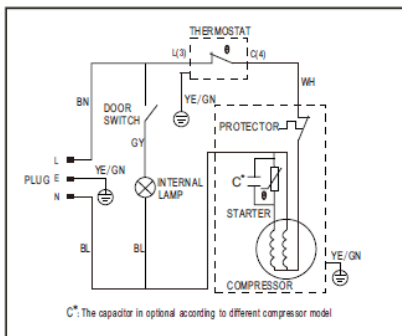 THERMOSTAT
L(3) θ C(4)
BN
DOOR
SWITCH
YE/GN
WH
PROTECTOR
GY
L
PLUG E YE/GN
N
INTERNAL
LAMP
C*
θ
STARTER
BL
BL
YE/GN
COMPRESSOR
C*: The capacitor in optional according to different compressor model